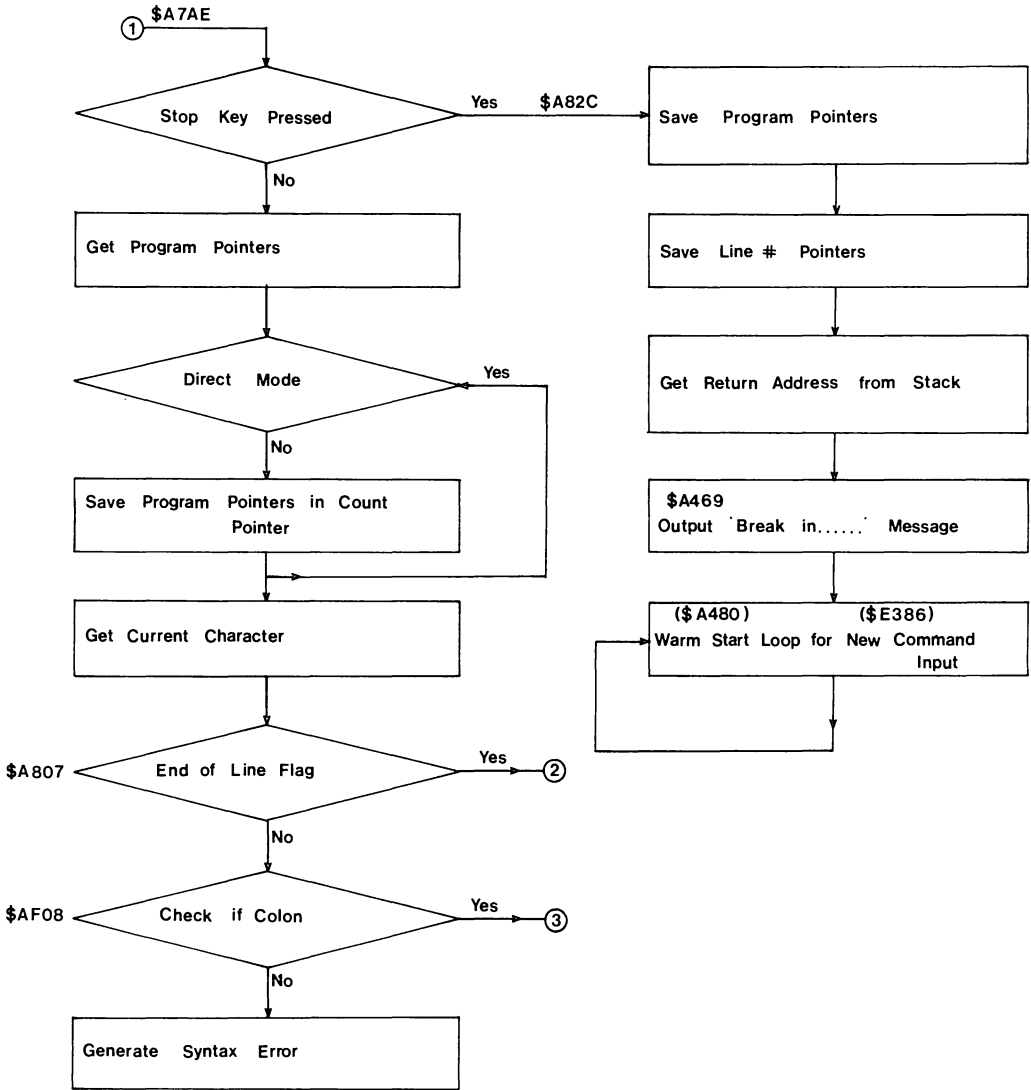 $A7AE
1
Stop Key Pressed
Yes $A82C
No
Get Program Pointers
Direct Mode
Yes
No
Save Program Pointers in Count
Pointer
Get Current Character
$A807
End of Line Flag
Yes
2
No
$AF08
Check if Colon
Yes
3
No
Generate Syntax Error
Save Program Pointers
Save Line # Pointers
Get Return Address from Stack
$A469
Output 'Break in......' Message
($A480) ($E386)
Warm Start Loop for New Command
Input